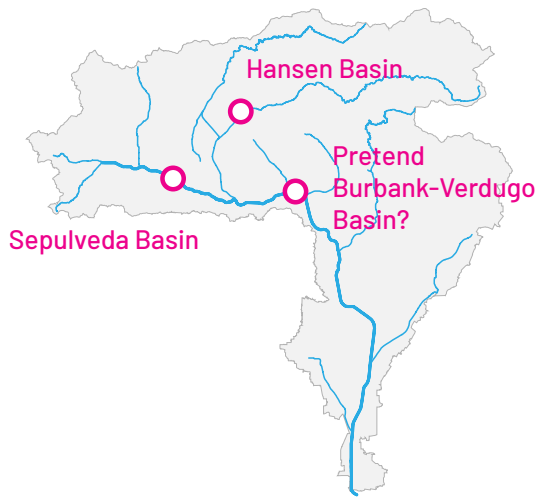 Hansen Basin
Pretend
Burbank-Verdugo
Basin?
Sepulveda Basin